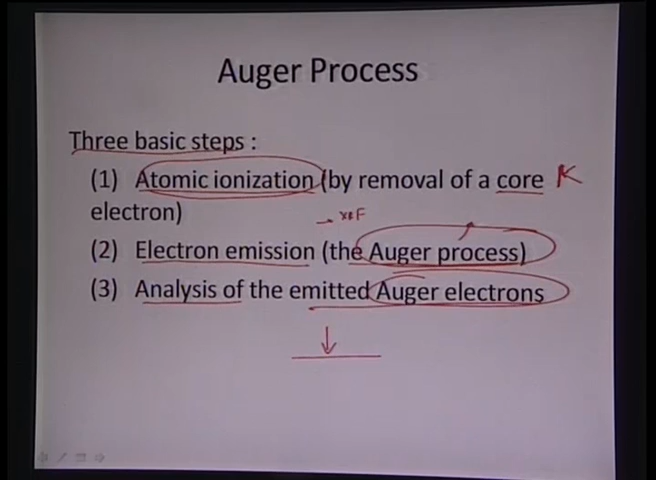 Auger Process
Three basic steps :
(1) Atomic ionization (by removal of a core K
electron)
→ XRF
(2) Electron emission (the Auger process)
(3) Analysis of the emitted Auger electrons